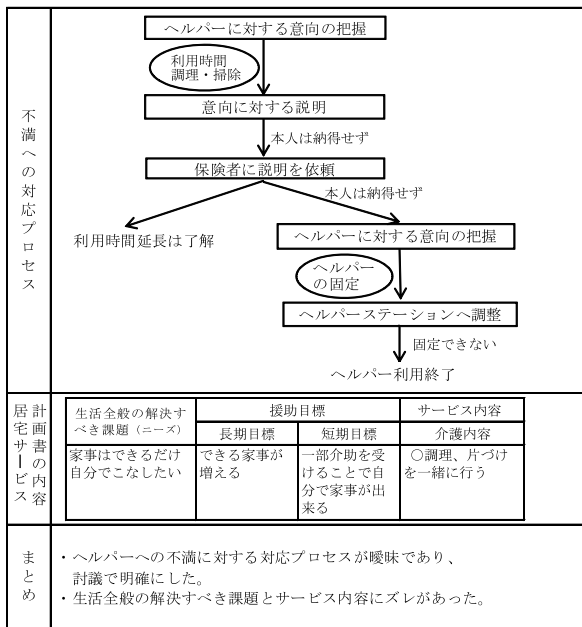 不満への対応プロセス
ヘルパーに対する意向の把握
利用時間
調理・掃除
意向に対する説明
本人は納得せず
保険者に説明を依頼
本人は納得せず
利用時間延長は了解
ヘルパーに対する意向の把握
ヘルパー
の固定
ヘルパーステーションへ調整
固定できない
ヘルパー利用終了
居宅サービス
計画書の内容
生活全般の解決す
べき課題(ニーズ)
援助目標
サービス内容
長期目標
短期目標
介護内容
家事はできるだけ
自分でこなしたい
できる家事が
増える
一部介助を受
けることで自
分で家事が出
来る
○調理、片づけ
を一緒に行う
まとめ
・ヘルパーへの不満に対する対応プロセスが曖昧であり、
討議で明確にした。
・生活全般の解決すべき課題とサービス内容にズレがあった。